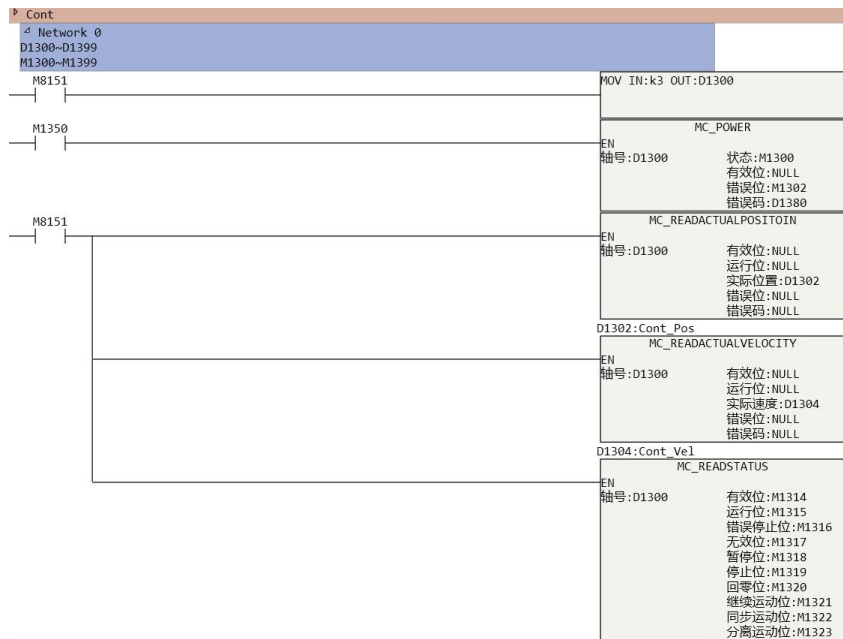 Cont
Network 0
D1300~D1399
M1300~M1399
M8151
MOV IN:k3 OUT:D1300
M1350
MC_POWER
EN
轴号:D1300 状态:M1300
有效位:NULL
错误位:M1302
错误码:D1380
M8151
MC_READACTUALPOSITOIN
EN
轴号:D1300 有效位:NULL
运行位:NULL
实际位置:D1302
错误位:NULL
错误码:NULL
D1302:Cont_Pos
MC_READACTUALVELOCITY
EN
轴号:D1300 有效位:NULL
运行位:NULL
实际速度:D1304
错误位:NULL
错误码:NULL
D1304:Cont_Vel
MC_READSTATUS
EN
轴号:D1300 有效位:M1314
运行位:M1315
错误停止位:M1316
无效位:M1317
暂停位:M1318
停止位:M1319
回零位:M1320
继续运动位:M1321
同步运动位:M1322
分离运动位:M1323